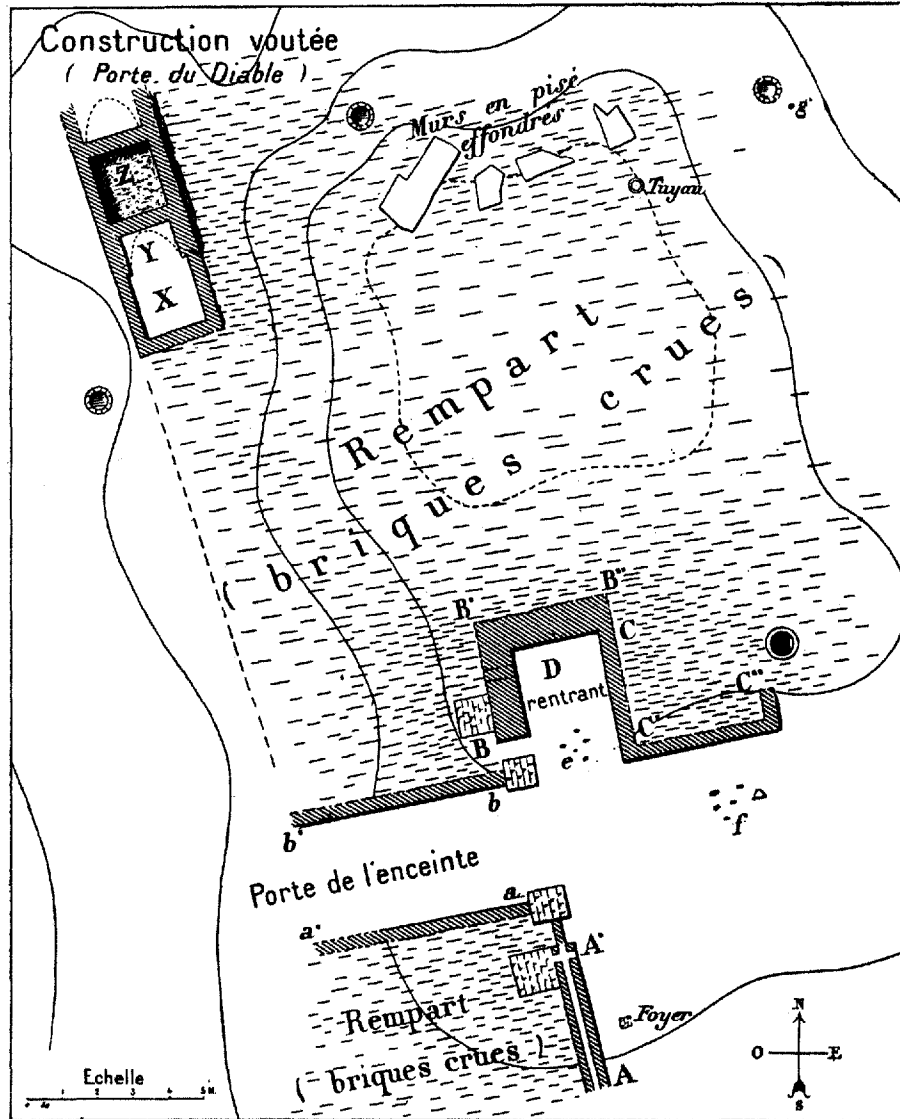 Construction voutée
( Porte du Diable )
Murs en pisé
effondres
g
Z
Tuyau
Y
X
Rempart
( briques crues )
B'
B"
C
D
rentrant
C'
C"
B
e
b
b'
f
Porte de l'enceinte
a
a'
A'
Rempart
( briques crues )
Foyer
A
N
O
E
S
Echelle
1 2 3 4 5 M.